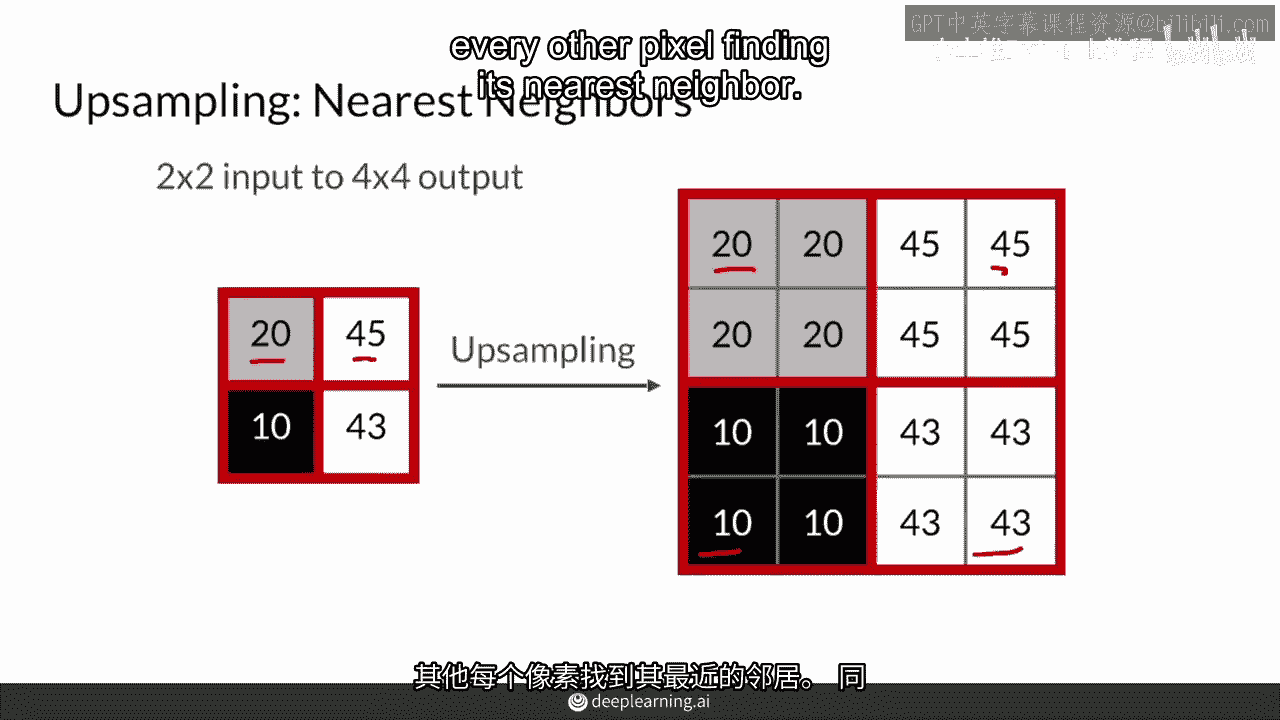 GPT中英字幕课程资源@bilibili.com
every other pixel finding
its nearest neighbor.
Upsampling: Nearest Neighbors
2x2 input to 4x4 output
20 45
10 43
Upsampling
20 20 45 45
20 20 45 45
10 10 43 43
10 10 43 43
其他每个像素找到其最近的邻居。 同
deeplearning.ai